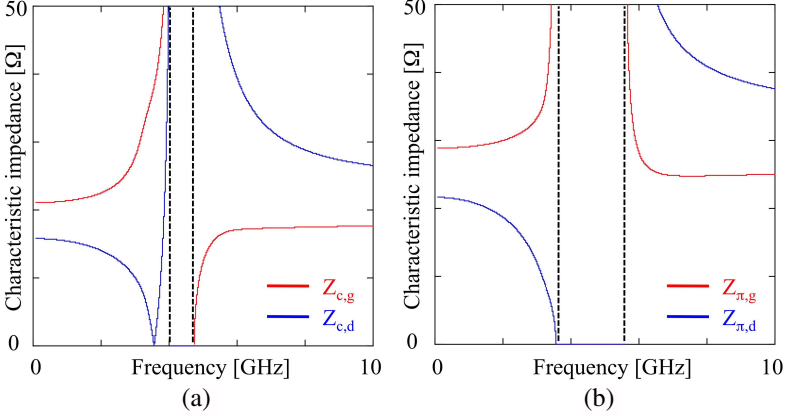 50
Characteristic impedance [Ω]
Z_c,g
Z_c,d
0
0
Frequency [GHz]
10
(a)
50
Characteristic impedance [Ω]
Z_π,g
Z_π,d
0
0
Frequency [GHz]
10
(b)